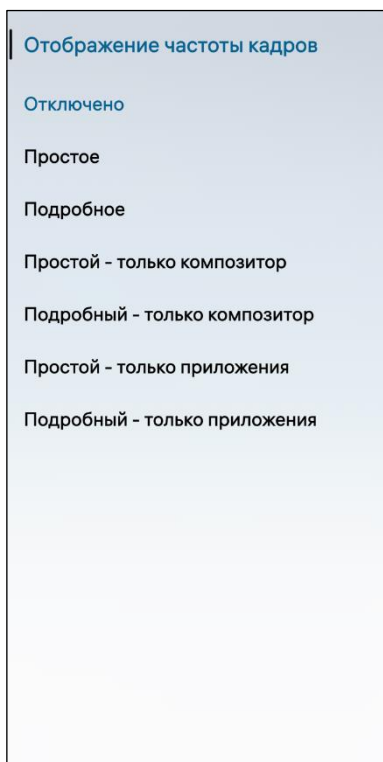 Отображение частоты кадров
Отключено
Простое
Подробное
Простой - только композитор
Подробный - только композитор
Простой - только приложения
Подробный - только приложения